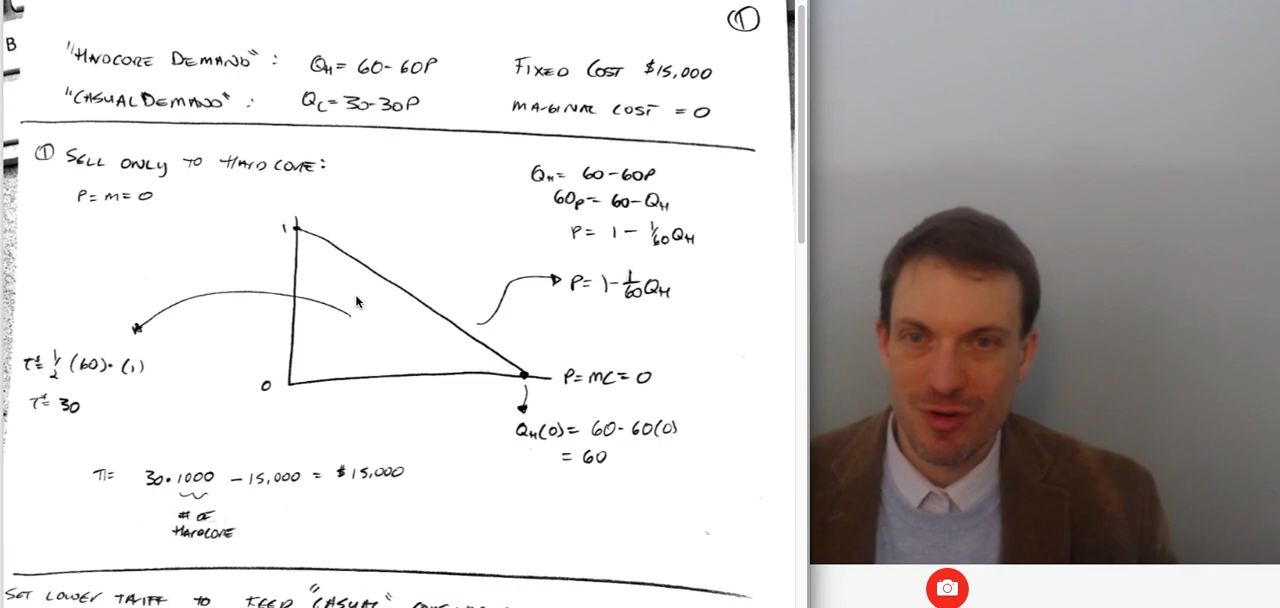 ①
B
"HARDCORE DEMAND": QH= 60-60P FIXED COST $15,000
"CASUAL DEMAND": QC= 30-30P MARGINAL COST = 0
① SELL ONLY TO HARDCORE:
P= m= 0
QH= 60-60P
60P= 60-QH
P= 1 - 1/60 QH
1
P= 1-1/60 QH
T*= 1/2 (60)·(1)
T*= 30
0
P= MC= 0
QH(0)= 60-60(0)
= 60
π= 30·1000 - 15,000 = $15,000
# OF
HARDCORE
SET LOWER TARIFF TO KEEP "CASUAL"